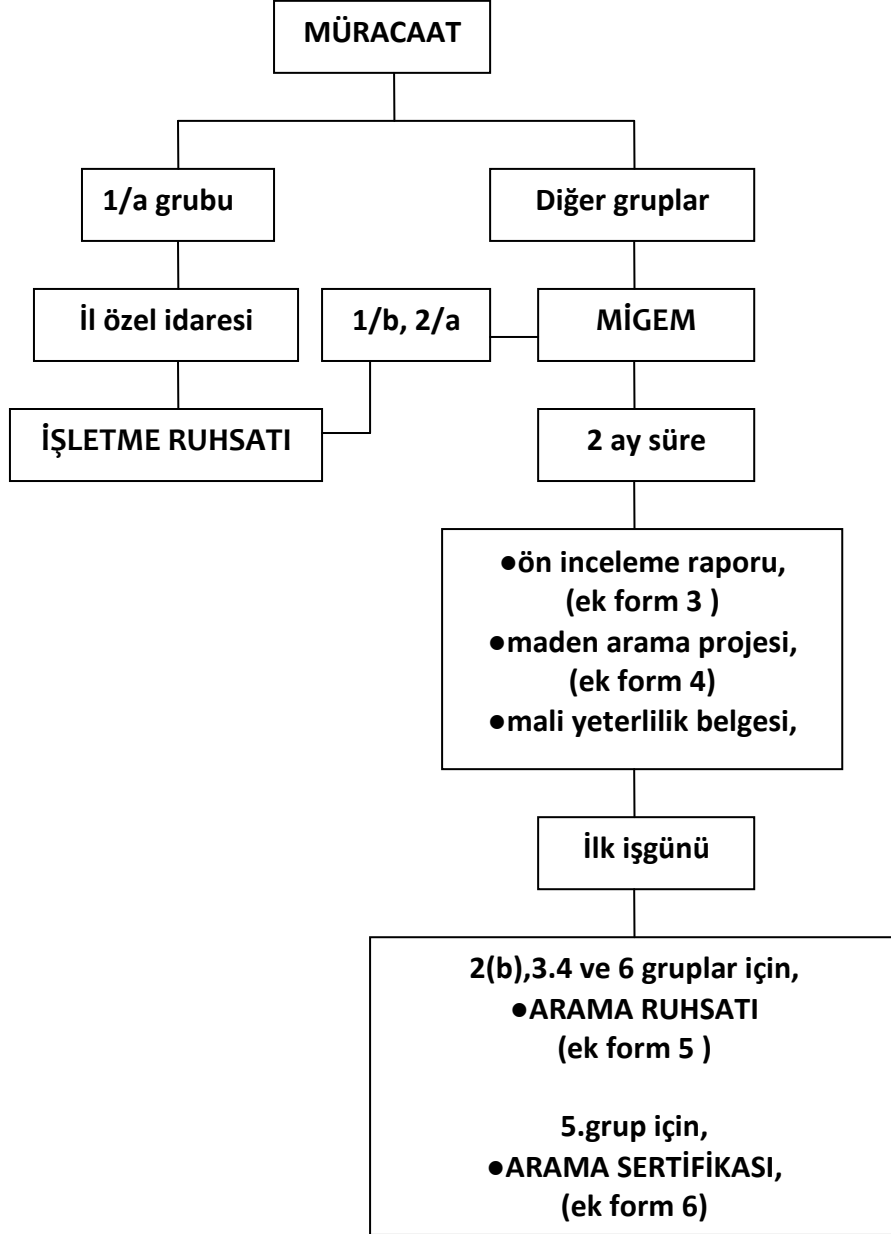 MÜRACAAT
1/a grubu
Diğer gruplar
İl özel idaresi
1/b, 2/a
MİGEM
İŞLETME RUHSATI
2 ay süre
●ön inceleme raporu,
(ek form 3 )
●maden arama projesi,
(ek form 4)
●mali yeterlilik belgesi,
İlk işgünü
2(b),3.4 ve 6 gruplar için,
●ARAMA RUHSATI
(ek form 5 )
5.grup için,
●ARAMA SERTİFİKASI,
(ek form 6)